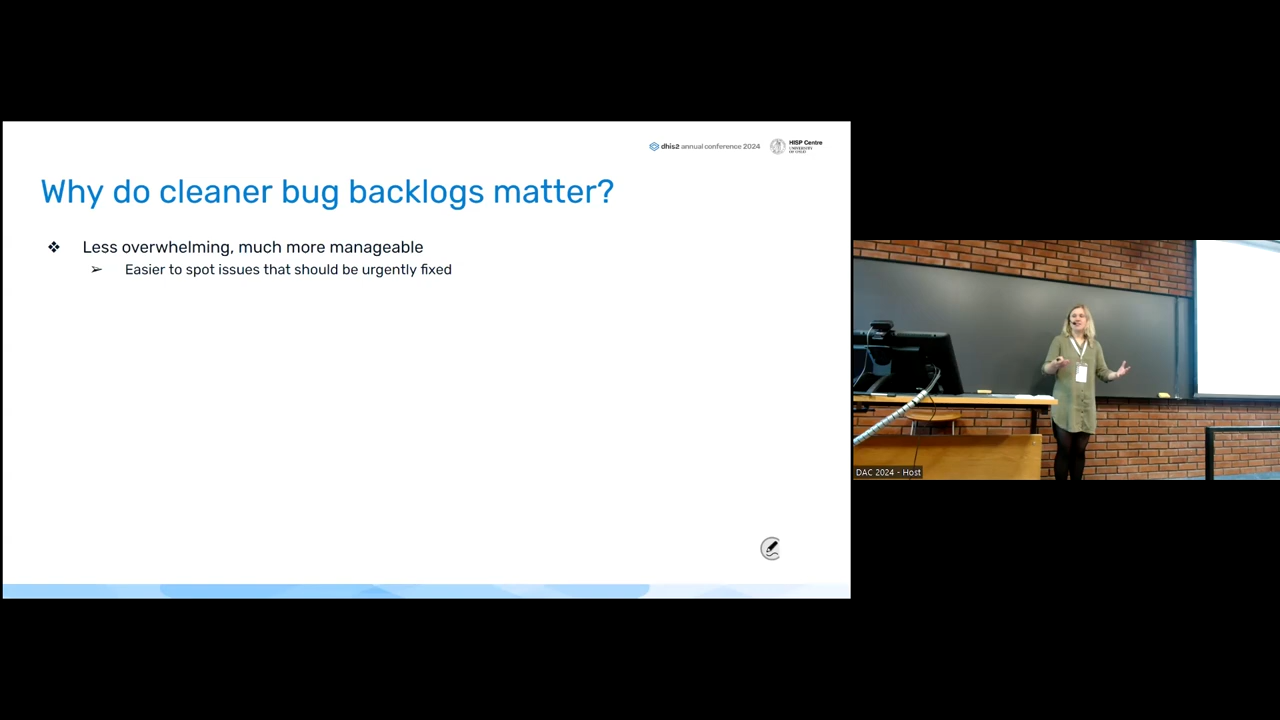 dhis2 annual conference 2024
HISP Centre
UNIVERSITY
OF OSLO
Why do cleaner bug backlogs matter?
❖ Less overwhelming, much more manageable
➢ Easier to spot issues that should be urgently fixed
DAC 2024 - Host